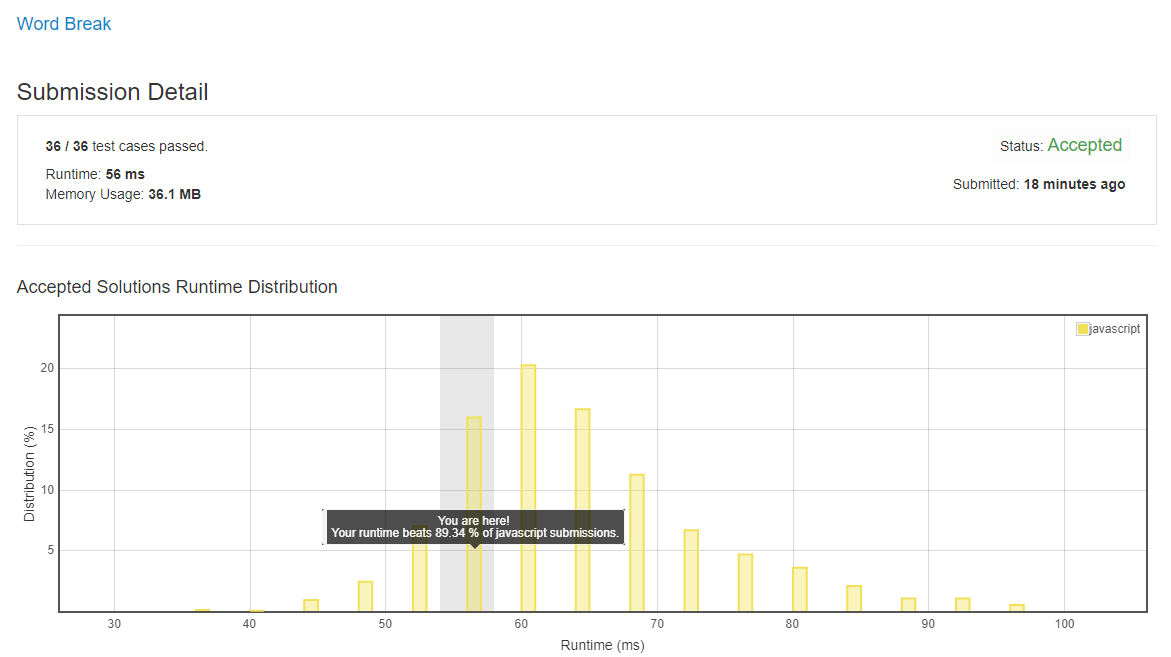 Word Break
Submission Detail
36 / 36 test cases passed.
Status: Accepted
Runtime: 56 ms
Memory Usage: 36.1 MB
Submitted: 18 minutes ago
Accepted Solutions Runtime Distribution
javascript
20
15
10
5
Distribution (%)
You are here!
Your runtime beats 89.34 % of javascript submissions.
30 40 50 60 70 80 90 100
Runtime (ms)